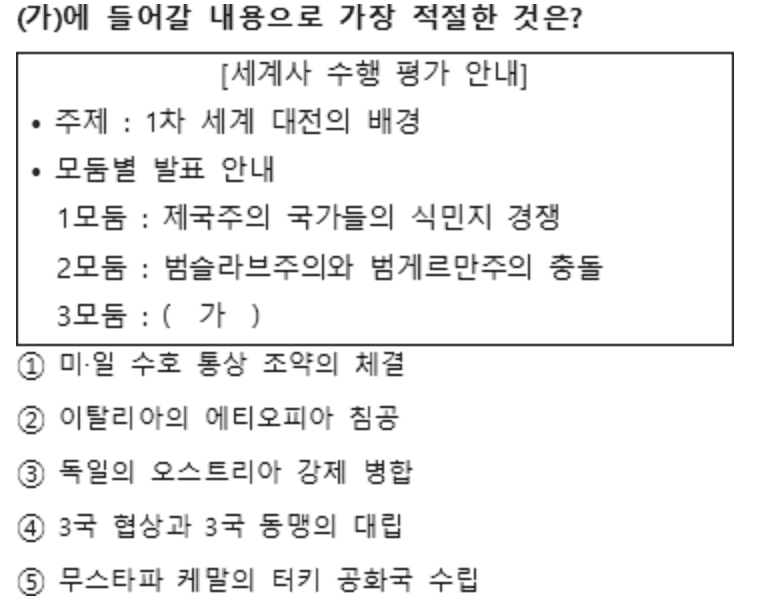 (가)에 들어갈 내용으로 가장 적절한 것은?
[세계사 수행 평가 안내]
• 주제 : 1차 세계 대전의 배경
• 모둠별 발표 안내
1모둠 : 제국주의 국가들의 식민지 경쟁
2모둠 : 범슬라브주의와 범게르만주의 충돌
3모둠 : ( 가 )
① 미·일 수호 통상 조약의 체결
② 이탈리아의 에티오피아 침공
③ 독일의 오스트리아 강제 병합
④ 3국 협상과 3국 동맹의 대립
⑤ 무스타파 케말의 터키 공화국 수립